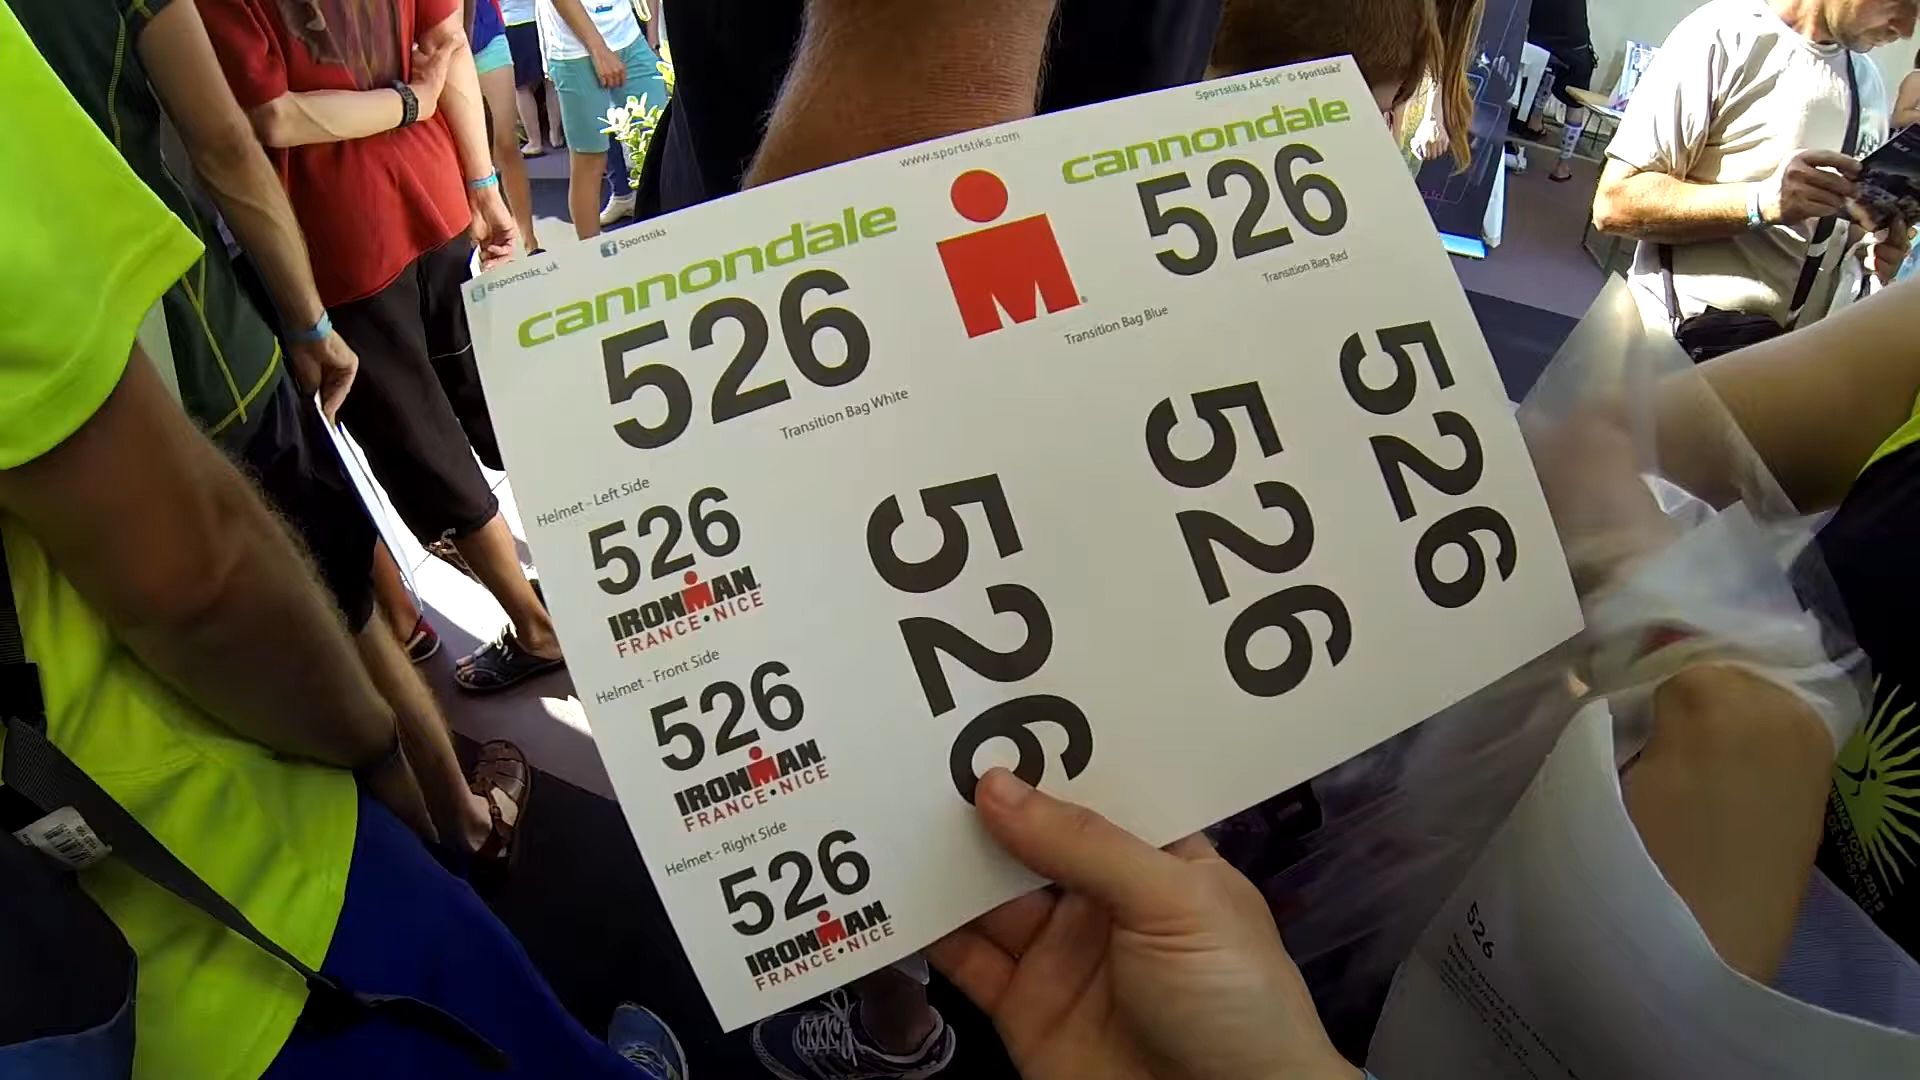 @sportstiks_uk
Sportstiks
www.sportstiks.com
Sportstiks A4 Set © Sportstiks
cannondale
526
Transition Bag White
cannondale
526
Transition Bag Red
Transition Bag Blue
Helmet - Left Side
526
IRONMAN
FRANCE•NICE
Helmet - Front Side
526
IRONMAN
FRANCE•NICE
Helmet - Right Side
526
IRONMAN
FRANCE•NICE
526
526
526
526